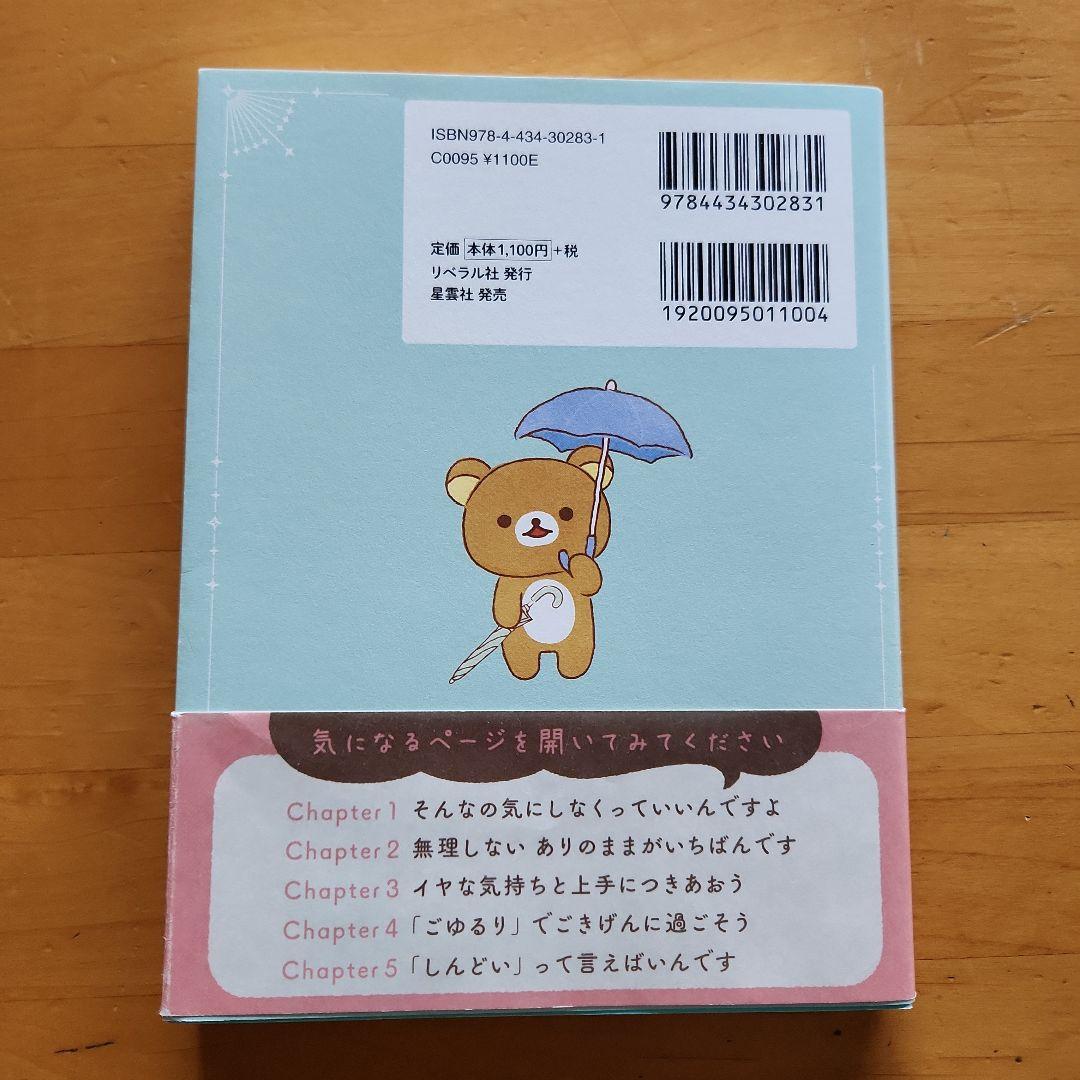 ISBN978-4-434-30283-1
C0095 ¥1100E
9784434302831
定価 本体1,100円+税
リベラル社 発行
星雲社 発売
1920095011004
気になるページを開いてみてください
Chapter 1 そんなの気にしなくっていいんですよ
Chapter 2 無理しない ありのままがいちばんです
Chapter 3 イヤな気持ちと上手につきあおう
Chapter 4 「ごゆるり」でごきげんに過ごそう
Chapter 5 「しんどい」って言えばいんです